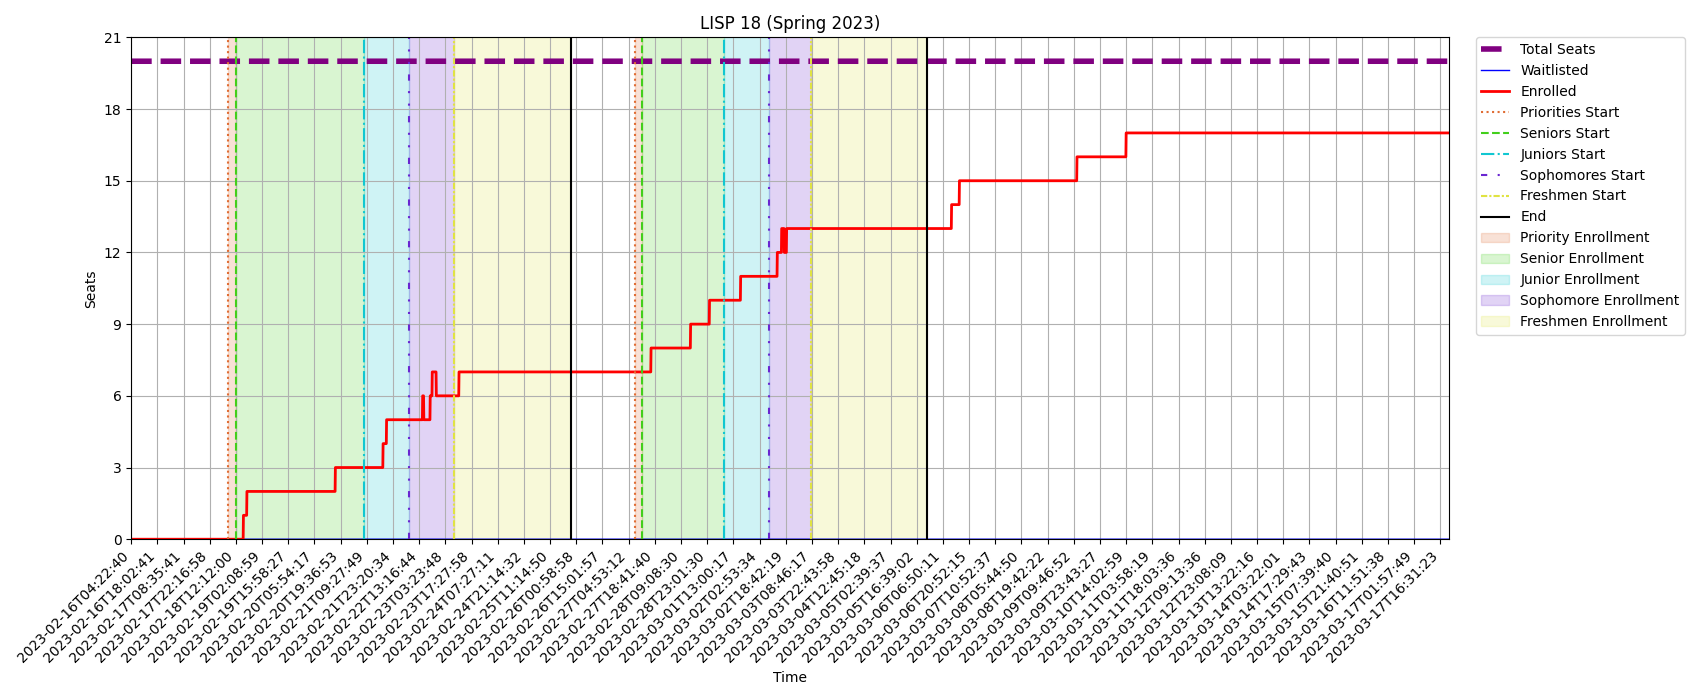 LISP 18 (Spring 2023)
21
18
15
12
9
6
3
0
Seats
2023-02-16T04:22:40
2023-02-16T18:02:41
2023-02-17T08:35:41
2023-02-17T22:16:58
2023-02-18T12:12:00
2023-02-19T02:08:59
2023-02-19T15:58:27
2023-02-20T05:54:17
2023-02-20T19:36:53
2023-02-21T09:27:49
2023-02-21T23:20:34
2023-02-22T13:16:44
2023-02-23T03:23:48
2023-02-23T17:27:58
2023-02-24T07:27:11
2023-02-24T21:14:32
2023-02-25T11:14:50
2023-02-26T00:58:58
2023-02-26T15:01:57
2023-02-27T04:53:12
2023-02-27T18:41:40
2023-02-28T09:08:30
2023-02-28T23:01:30
2023-03-01T13:00:17
2023-03-02T02:53:34
2023-03-02T18:42:19
2023-03-03T08:46:17
2023-03-03T22:43:58
2023-03-04T12:45:18
2023-03-05T02:39:37
2023-03-05T16:39:02
2023-03-06T06:50:11
2023-03-06T20:52:15
2023-03-07T10:52:37
2023-03-08T05:44:50
2023-03-08T19:42:22
2023-03-09T09:46:52
2023-03-09T23:43:27
2023-03-10T14:02:59
2023-03-11T03:58:19
2023-03-11T18:03:36
2023-03-12T09:13:36
2023-03-12T23:08:09
2023-03-13T13:22:16
2023-03-14T03:22:01
2023-03-14T17:29:43
2023-03-15T07:39:40
2023-03-15T21:40:51
2023-03-16T11:51:38
2023-03-17T01:57:49
2023-03-17T16:31:23
Time
Total Seats
Waitlisted
Enrolled
Priorities Start
Seniors Start
Juniors Start
Sophomores Start
Freshmen Start
End
Priority Enrollment
Senior Enrollment
Junior Enrollment
Sophomore Enrollment
Freshmen Enrollment